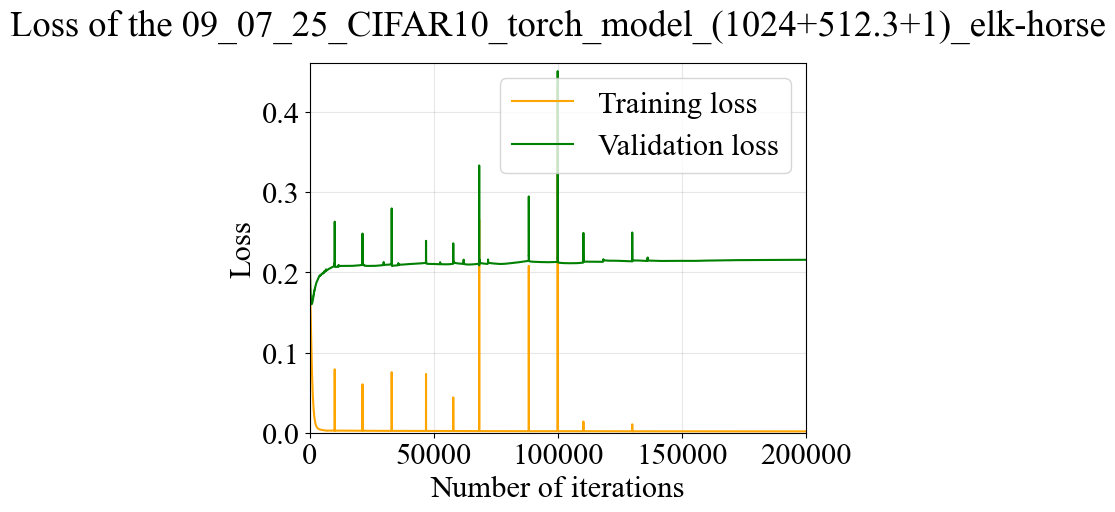 Loss of the 09_07_25_CIFAR10_torch_model_(1024+512.3+1)_elk-horse
Training loss
Validation loss
Loss
0.4
0.3
0.2
0.1
0.0
0 50000 100000 150000 200000
Number of iterations